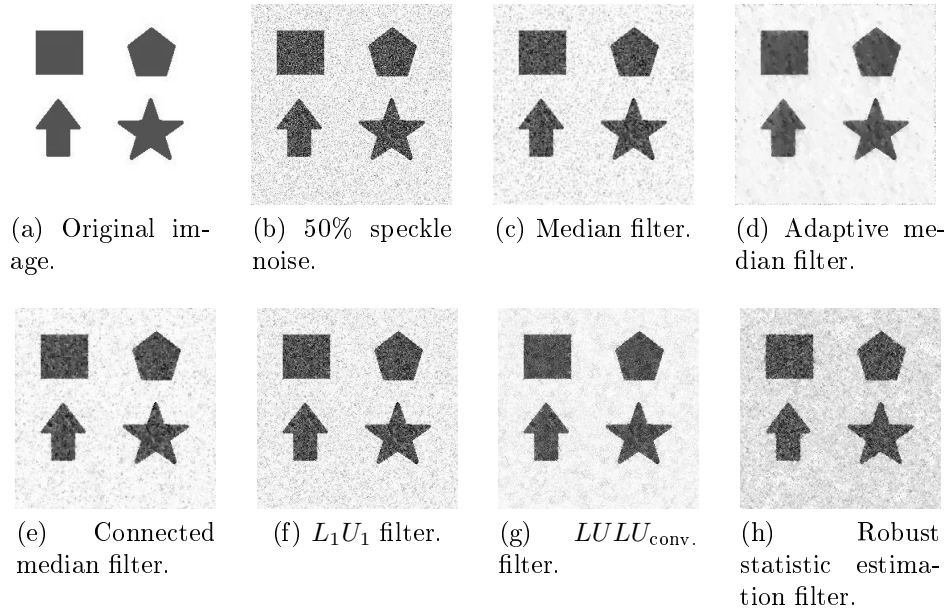 (a) Original im-
age.
(b) 50% speckle
noise.
(c) Median filter.
(d) Adaptive me-
dian filter.
(e) Connected
median filter.
(f) L₁U₁ filter.
(g) LULU_conv.
filter.
(h) Robust
statistic estima-
tion filter.